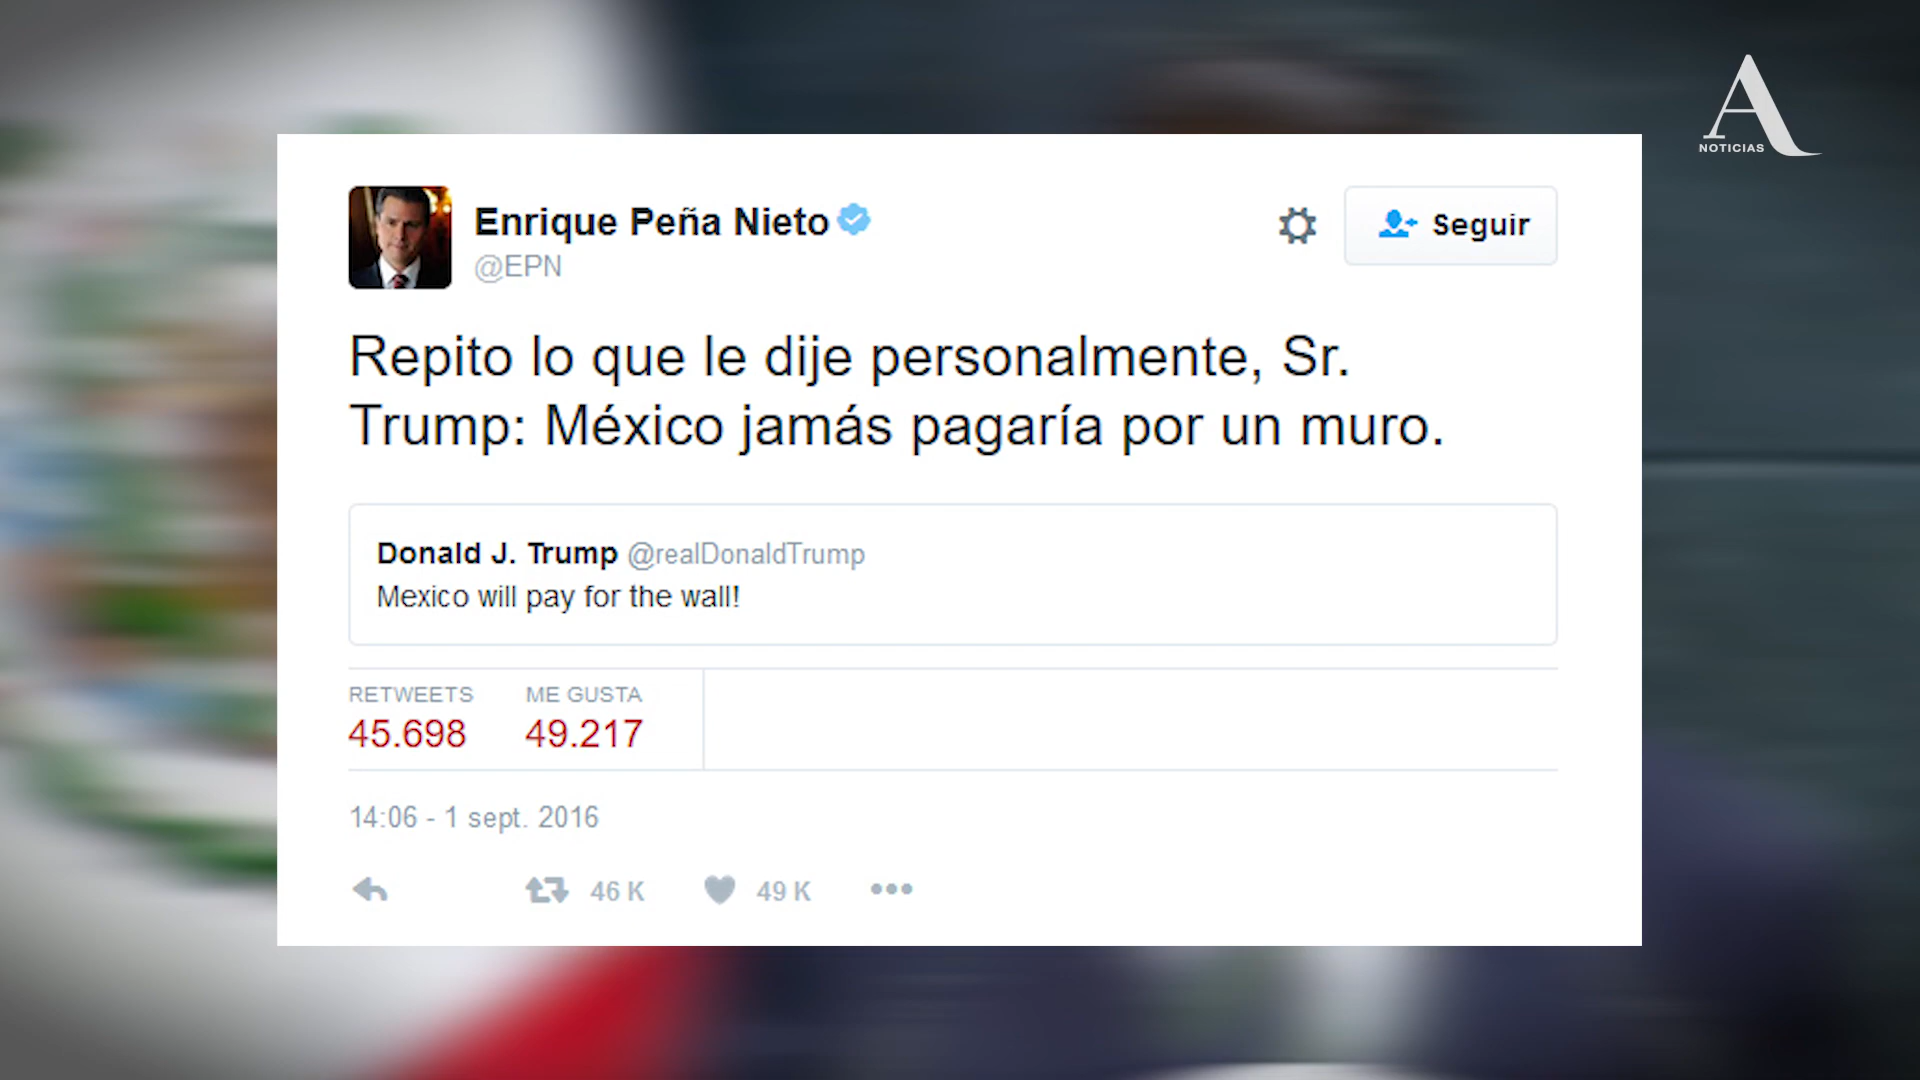 A
NOTICIAS
Enrique Peña Nieto
@EPN
Seguir
Repito lo que le dije personalmente, Sr.
Trump: México jamás pagaría por un muro.
Donald J. Trump @realDonaldTrump
Mexico will pay for the wall!
RETWEETS ME GUSTA
45.698 49.217
14:06 - 1 sept. 2016
46 K 49 K